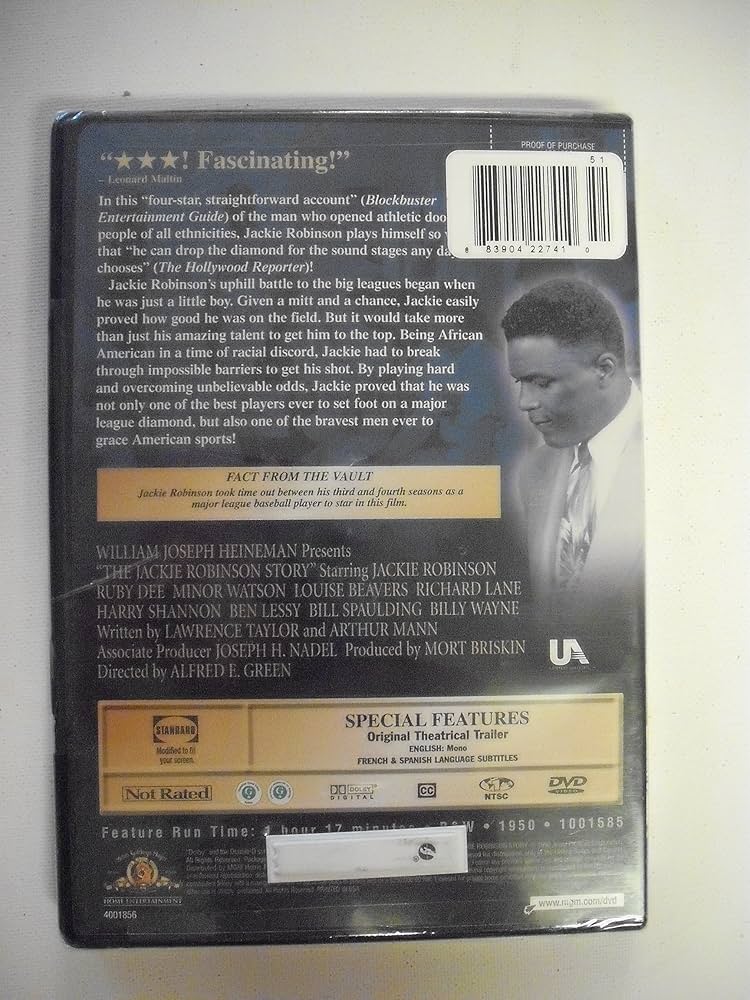 PROOF OF PURCHASE
51
8 83904 22741 0
“★★★! Fascinating!”
– Leonard Maltin
In this “four-star, straightforward account” (Blockbuster
Entertainment Guide) of the man who opened athletic
people of all ethnicities, Jackie Robinson plays himself so
that “he can drop the diamond for the sound stages any
chooses” (The Hollywood Reporter)!
Jackie Robinson's uphill battle to the big leagues began when
he was just a little boy. Given a mitt and a chance, Jackie easily
proved how good he was on the field. But it would take more
than just his amazing talent to get him to the top. Being African
American in a time of racial discord, Jackie had to break
through impossible barriers to get his shot. By playing hard
and overcoming unbelievable odds, Jackie proved that he was
not only one of the best players ever to set foot on a major
league diamond, but also one of the bravest men ever to
grace American sports!
FACT FROM THE VAULT
Jackie Robinson took time out between his third and fourth seasons as a
major league baseball player to star in this film.
WILLIAM JOSEPH HEINEMAN Presents
“THE JACKIE ROBINSON STORY” Starring JACKIE ROBINSON
RUBY DEE MINOR WATSON LOUISE BEAVERS RICHARD LANE
HARRY SHANNON BEN LESSY BILL SPAULDING BILLY WAYNE
Written by LAWRENCE TAYLOR and ARTHUR MANN
Associate Producer JOSEPH H. NADEL Produced by MORT BRISKIN
Directed by ALFRED E. GREEN
UA
STANDARD
Modified to fit
your screen.
SPECIAL FEATURES
Original Theatrical Trailer
ENGLISH: Mono
FRENCH & SPANISH LANGUAGE SUBTITLES
Not Rated
DOLBY
DIGITAL
CC
NTSC
DVD
VIDEO
Feature Run Time: 1 hour 17 minutes • B&W • 1950 • 1001585
HOME ENTERTAINMENT
4001856
www.mgm.com/dvd